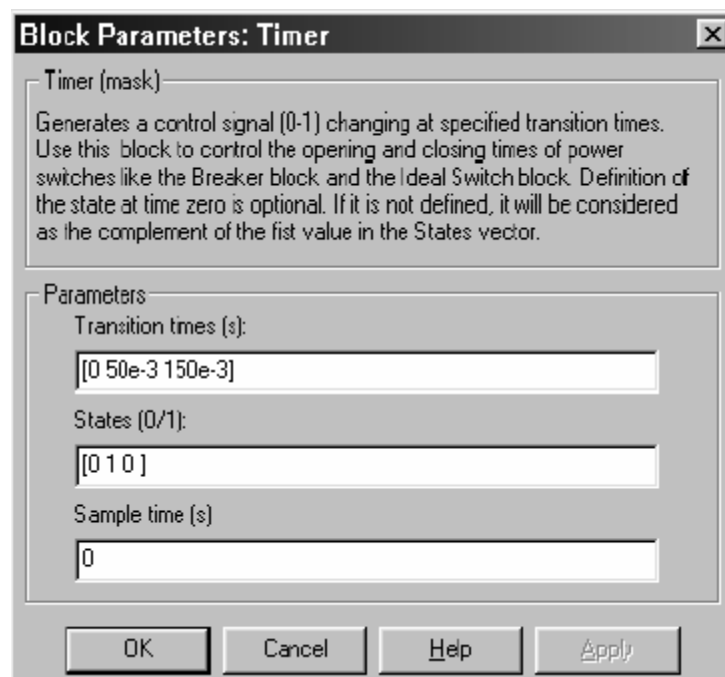 Block Parameters: Timer
Timer (mask)
Generates a control signal (0-1) changing at specified transition times.
Use this block to control the opening and closing times of power
switches like the Breaker block and the Ideal Switch block. Definition of
the state at time zero is optional. If it is not defined, it will be considered
as the complement of the fist value in the States vector.
Parameters
Transition times (s):
[0 50e-3 150e-3]
States (0/1):
[0 1 0 ]
Sample time (s)
0
OK Cancel Help Apply